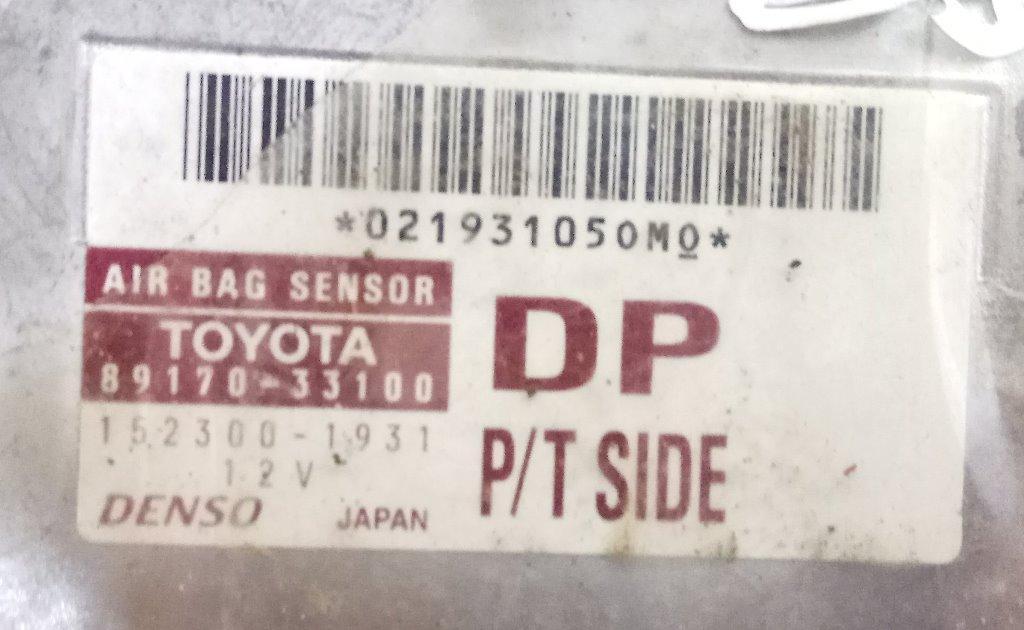 *021931050M0*
AIR BAG SENSOR
TOYOTA
89170-33100
152300-1931
12V
DENSO JAPAN
DP
P/T SIDE